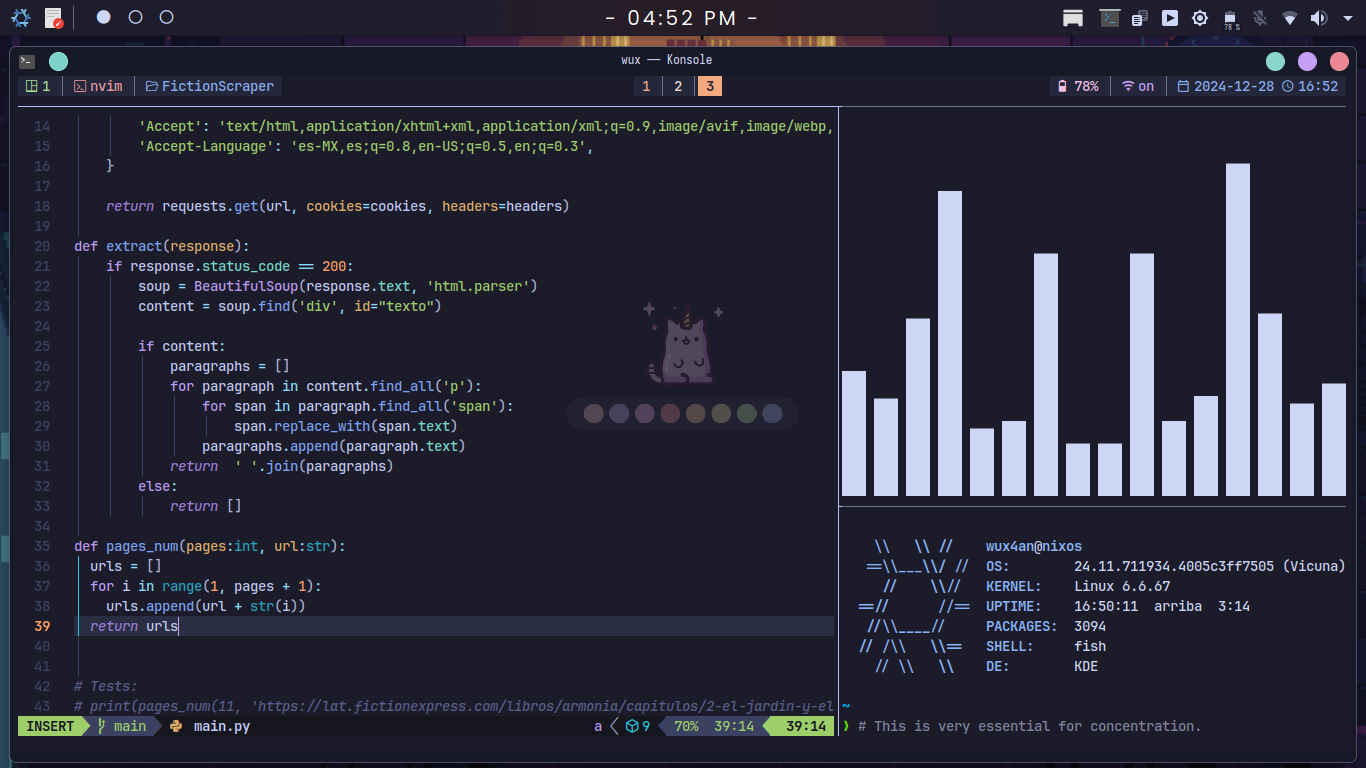 - 04:52 PM -
78 %
wux — Konsole
1 nvim FictionScraper 1 2 3 78% on 2024-12-28 16:52
14 'Accept': 'text/html,application/xhtml+xml,application/xml;q=0.9,image/avif,image/webp,
15 'Accept-Language': 'es-MX,es;q=0.8,en-US;q=0.5,en;q=0.3',
16 }
17
18 return requests.get(url, cookies=cookies, headers=headers)
19
20 def extract(response):
21 if response.status_code == 200:
22 soup = BeautifulSoup(response.text, 'html.parser')
23 content = soup.find('div', id="texto")
24
25 if content:
26 paragraphs = []
27 for paragraph in content.find_all('p'):
28 for span in paragraph.find_all('span'):
29 span.replace_with(span.text)
30 paragraphs.append(paragraph.text)
31 return ' '.join(paragraphs)
32 else:
33 return []
34
35 def pages_num(pages:int, url:str):
36 urls = []
37 for i in range(1, pages + 1):
38 urls.append(url + str(i))
39 return urls
40
41
42 # Tests:
43 # print(pages_num(11, 'https://lat.fictionexpress.com/libros/armonia/capitulos/2-el-jardin-y-el
INSERT main main.py a 9 70% 39:14 39:14
\\ \\ // wux4an@nixos
==\\___\\/ // OS: 24.11.711934.4005c3ff7505 (Vicuna)
// \\// KERNEL: Linux 6.6.67
==// //== UPTIME: 16:50:11 arriba 3:14
//\\____// PACKAGES: 3094
// /\\ \\== SHELL: fish
// \\ \\ DE: KDE
~
❯ # This is very essential for concentration.